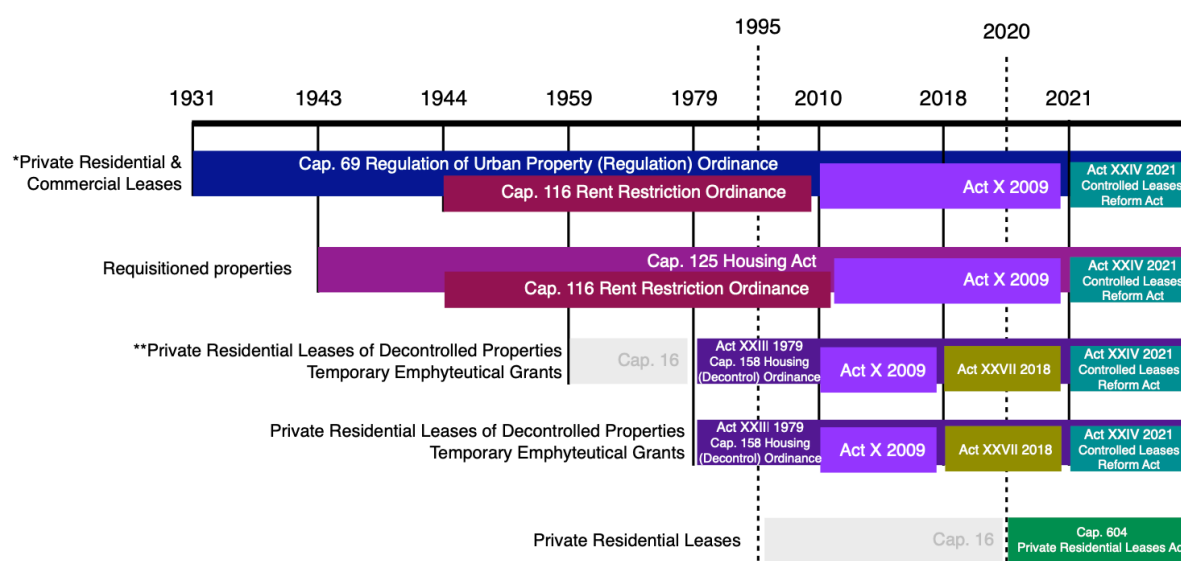 1995
2020
1931
1943
1944
1959
1979
2010
2018
2021
*Private Residential &
Commercial Leases
Cap. 69 Regulation of Urban Property (Regulation) Ordinance
Cap. 116 Rent Restriction Ordinance
Act X 2009
Act XXIV 2021
Controlled Leases
Reform Act
Requisitioned properties
Cap. 125 Housing Act
Cap. 116 Rent Restriction Ordinance
Act X 2009
Act XXIV 2021
Controlled Leases
Reform Act
**Private Residential Leases of Decontrolled Properties
Temporary Emphyteutical Grants
Cap. 16
Act XXIII 1979
Cap. 158 Housing
(Decontrol) Ordinance
Act X 2009
Act XXVII 2018
Act XXIV 2021
Controlled Leases
Reform Act
Private Residential Leases of Decontrolled Properties
Temporary Emphyteutical Grants
Act XXIII 1979
Cap. 158 Housing
(Decontrol) Ordinance
Act X 2009
Act XXVII 2018
Act XXIV 2021
Controlled Leases
Reform Act
Private Residential Leases
Cap. 16
Cap. 604
Private Residential Leases Ac